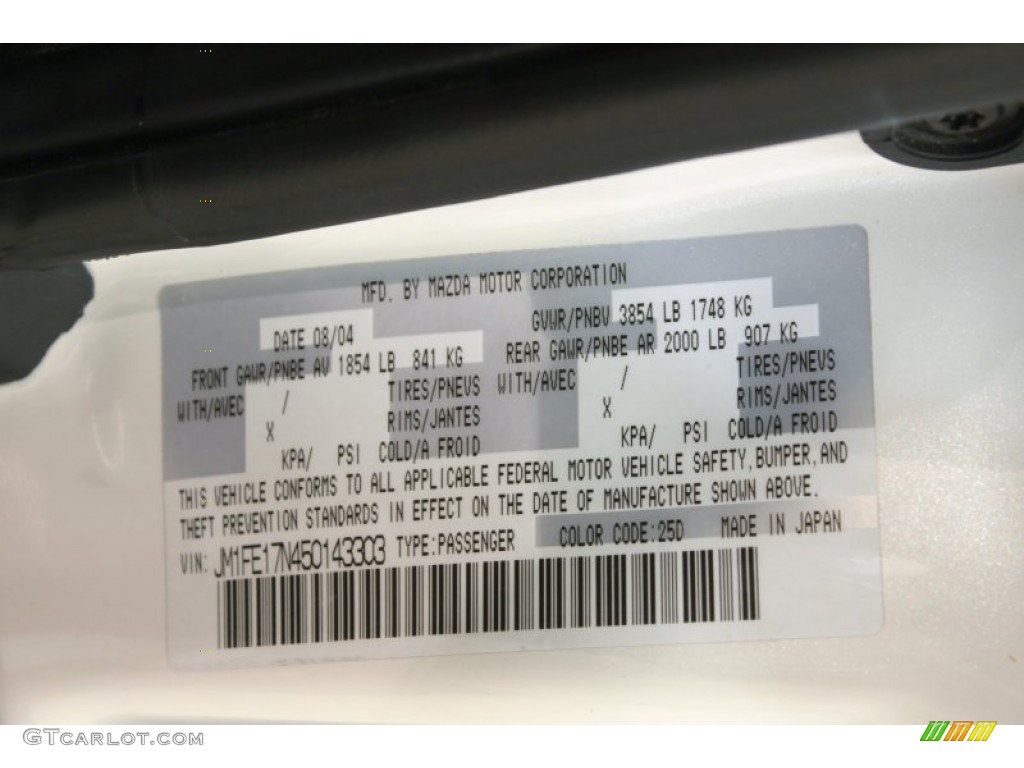 MFD. BY MAZDA MOTOR CORPORATION
DATE 08/04
GVWR/PNBV 3854 LB 1748 KG
FRONT GAWR/PNBE AV 1854 LB 841 KG
REAR GAWR/PNBE AR 2000 LB 907 KG
WITH/AVEC / TIRES/PNEUS
WITH/AVEC / TIRES/PNEVS
X RIMS/JANTES
X RIMS/JANTES
KPA/ PSI COLD/A FROID
KPA/ PSI COLD/A FROID
THIS VEHICLE CONFORMS TO ALL APPLICABLE FEDERAL MOTOR VEHICLE SAFETY, BUMPER, AND
THEFT PREVENTION STANDARDS IN EFFECT ON THE DATE OF MANUFACTURE SHOWN ABOVE.
VIN: JM1FE17N450143303 TYPE:PASSENGER COLOR CODE:25D MADE IN JAPAN
GTCARLOT.COM